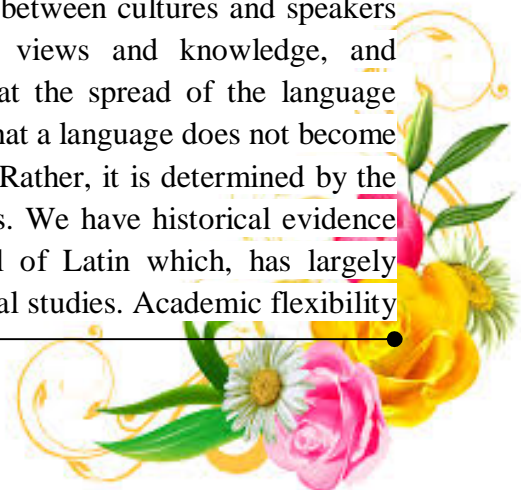 between cultures and speakers
views and knowledge, and
at the spread of the language
hat a language does not become
Rather, it is determined by the
s. We have historical evidence
l of Latin which, has largely
al studies. Academic flexibility